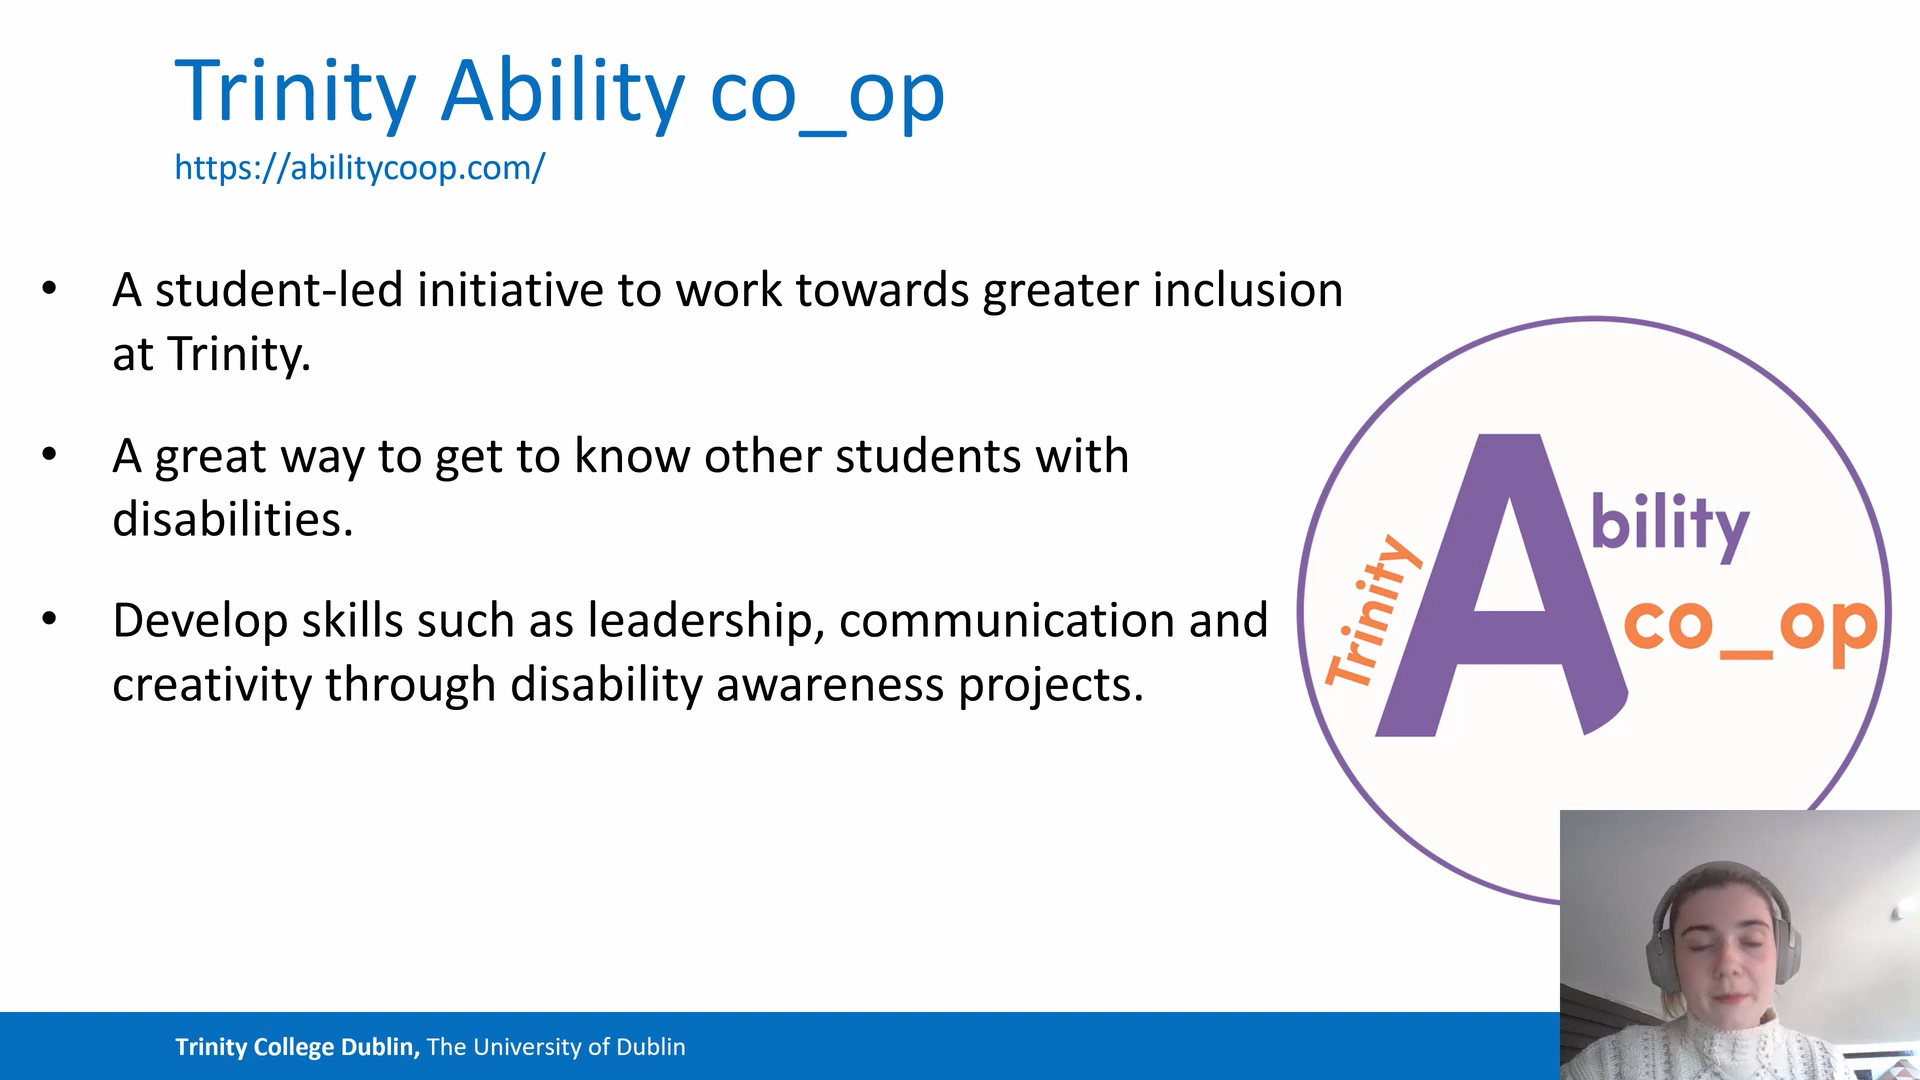 Trinity Ability co_op
https://abilitycoop.com/
• A student-led initiative to work towards greater inclusion
at Trinity.
• A great way to get to know other students with
disabilities.
• Develop skills such as leadership, communication and
creativity through disability awareness projects.
Trinity
Ability
co_op
Trinity College Dublin, The University of Dublin